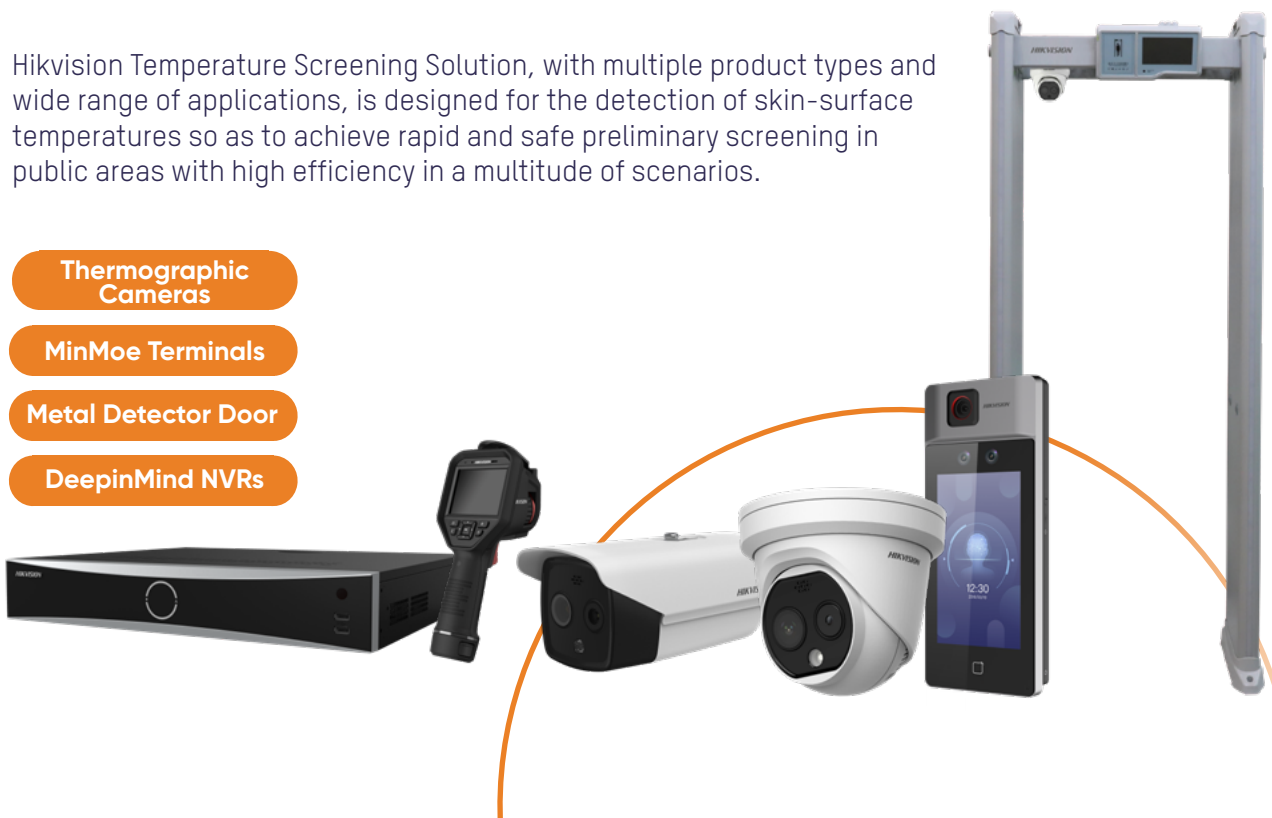 Hikvision Temperature Screening Solution, with multiple product types and
wide range of applications, is designed for the detection of skin-surface
temperatures so as to achieve rapid and safe preliminary screening in
public areas with high efficiency in a multitude of scenarios.
Thermographic
Cameras
MinMoe Terminals
Metal Detector Door
DeepinMind NVRs
HIKVISION
HIKVISION
HIKVISION
HIKVISION
12:30